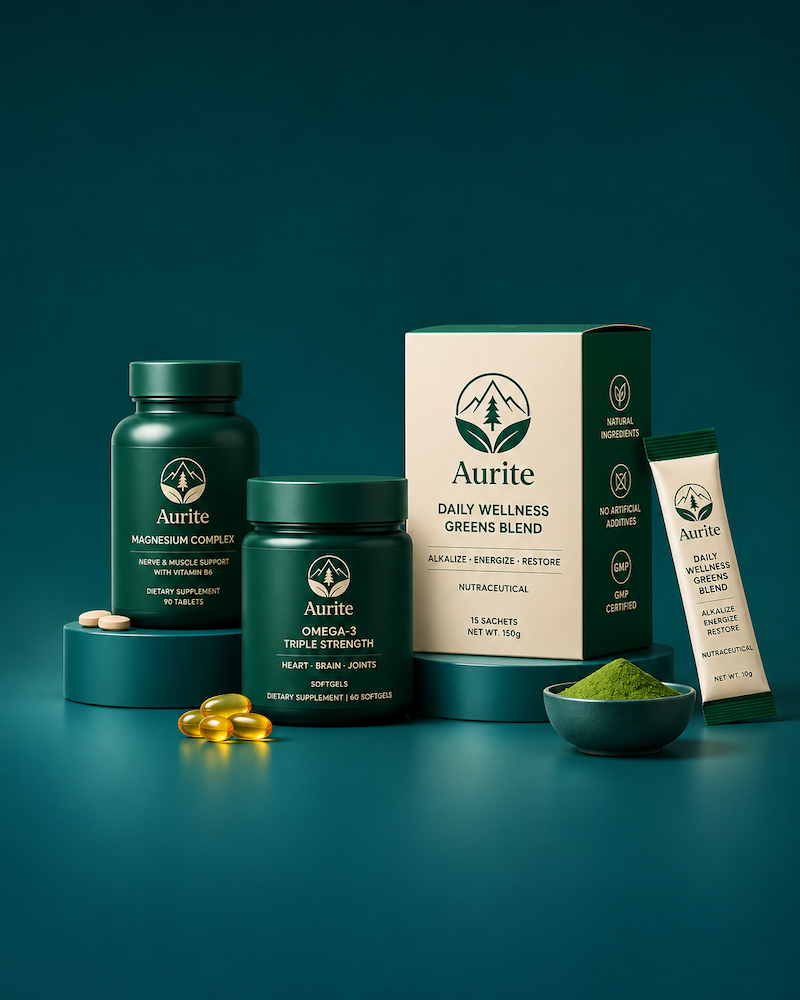 Aurite
MAGNESIUM COMPLEX
NERVE & MUSCLE SUPPORT
WITH VITAMIN B6
DIETARY SUPPLEMENT
90 TABLETS
Aurite
OMEGA-3
TRIPLE STRENGTH
HEART · BRAIN · JOINTS
SOFTGELS
DIETARY SUPPLEMENT | 60 SOFTGELS
Aurite
DAILY WELLNESS
GREENS BLEND
ALKALIZE · ENERGIZE · RESTORE
NUTRACEUTICAL
15 SACHETS
NET WT. 150g
NATURAL
INGREDIENTS
NO ARTIFICIAL
ADDITIVES
GMP
GMP
CERTIFIED
Aurite
DAILY
WELLNESS
GREENS
BLEND
ALKALIZE
ENERGIZE
RESTORE
NUTRACEUTICAL
NET WT. 10g